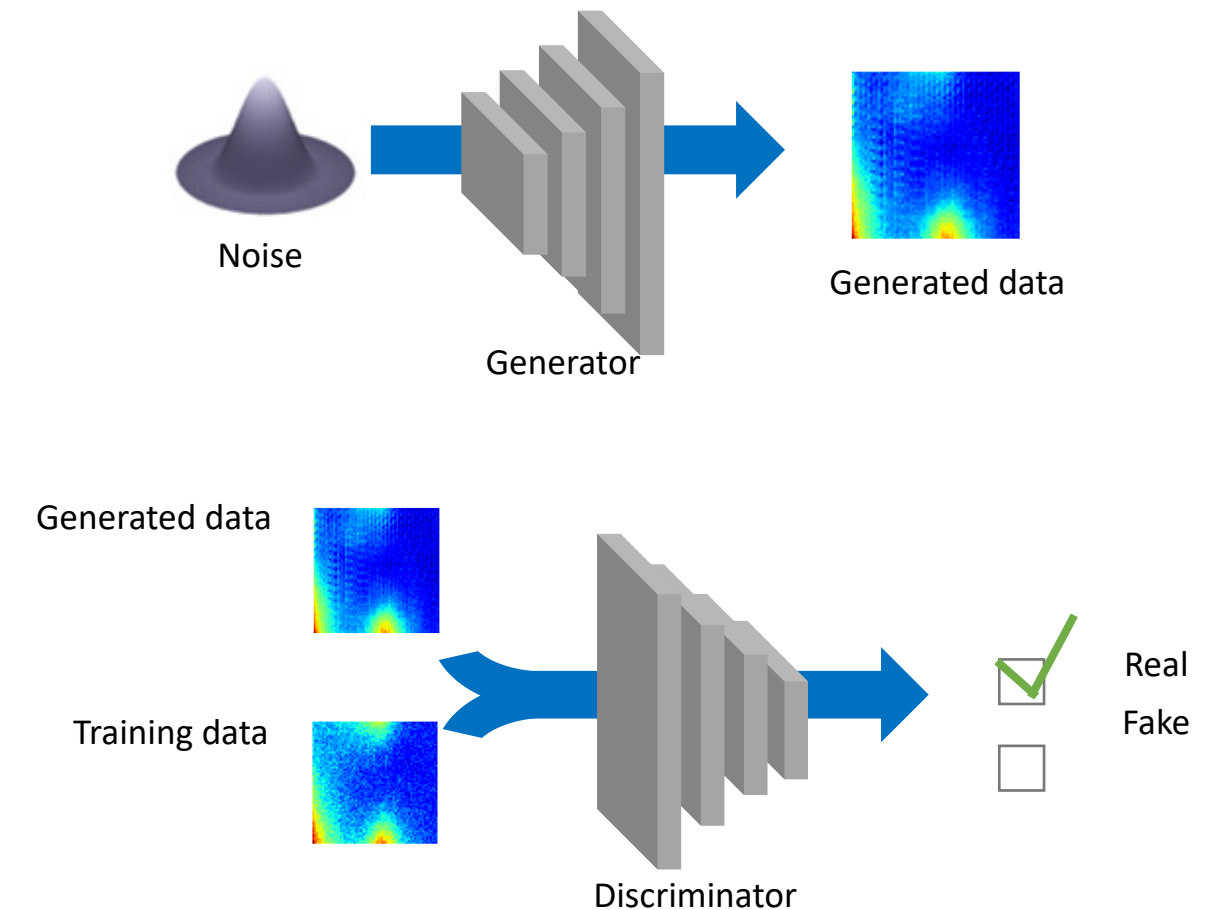 Noise
Generated data
Generator
Generated data
Training data
Real
Fake
Discriminator